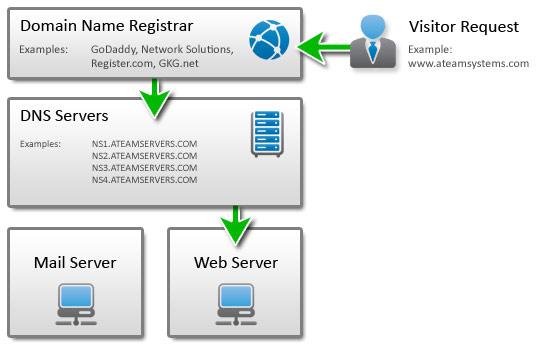 Domain Name Registrar
Examples: GoDaddy, Network Solutions,
Register.com, GKG.net
Visitor Request
Example:
www.ateamsystems.com
DNS Servers
Examples: NS1.ATEAMSERVERS.COM
NS2.ATEAMSERVERS.COM
NS3.ATEAMSERVERS.COM
NS4.ATEAMSERVERS.COM
Mail Server
Web Server